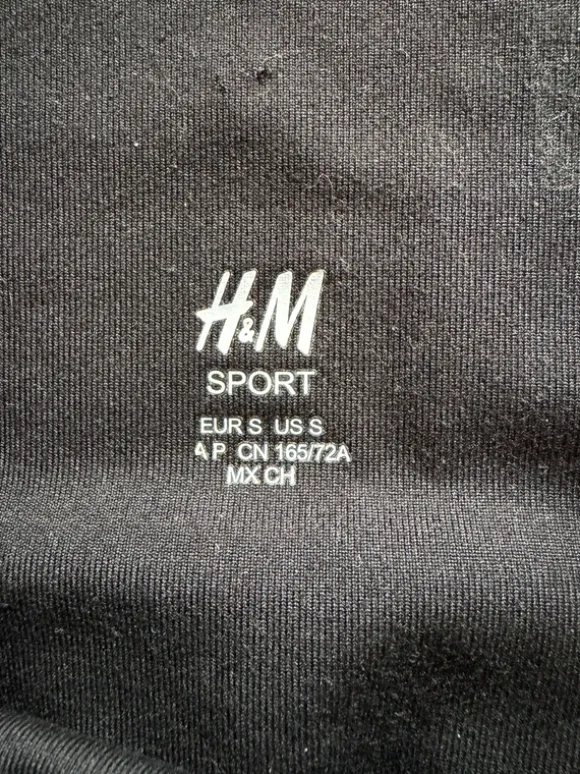 H&M
SPORT
EUR S US S
A P CN 165/72A
MX CH